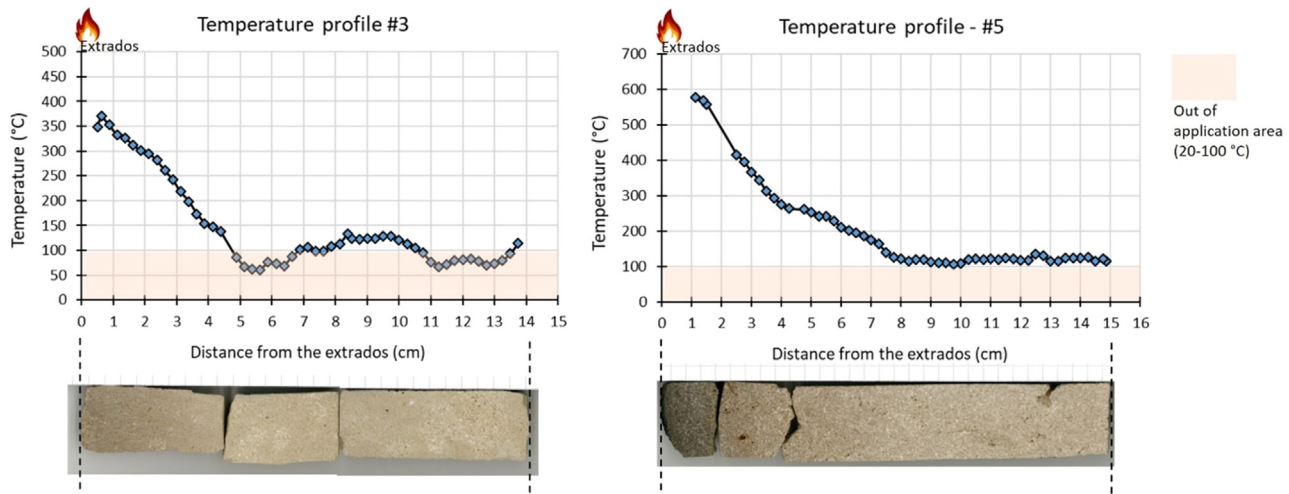 Temperature profile #3
Extrados
500
450
400
350
300
250
200
150
100
50
0
Temperature (°C)
0 1 2 3 4 5 6 7 8 9 10 11 12 13 14 15
Distance from the extrados (cm)
Temperature profile - #5
Extrados
700
600
500
400
300
200
100
0
Temperature (°C)
0 1 2 3 4 5 6 7 8 9 10 11 12 13 14 15 16
Distance from the extrados (cm)
Out of
application area
(20-100 °C)